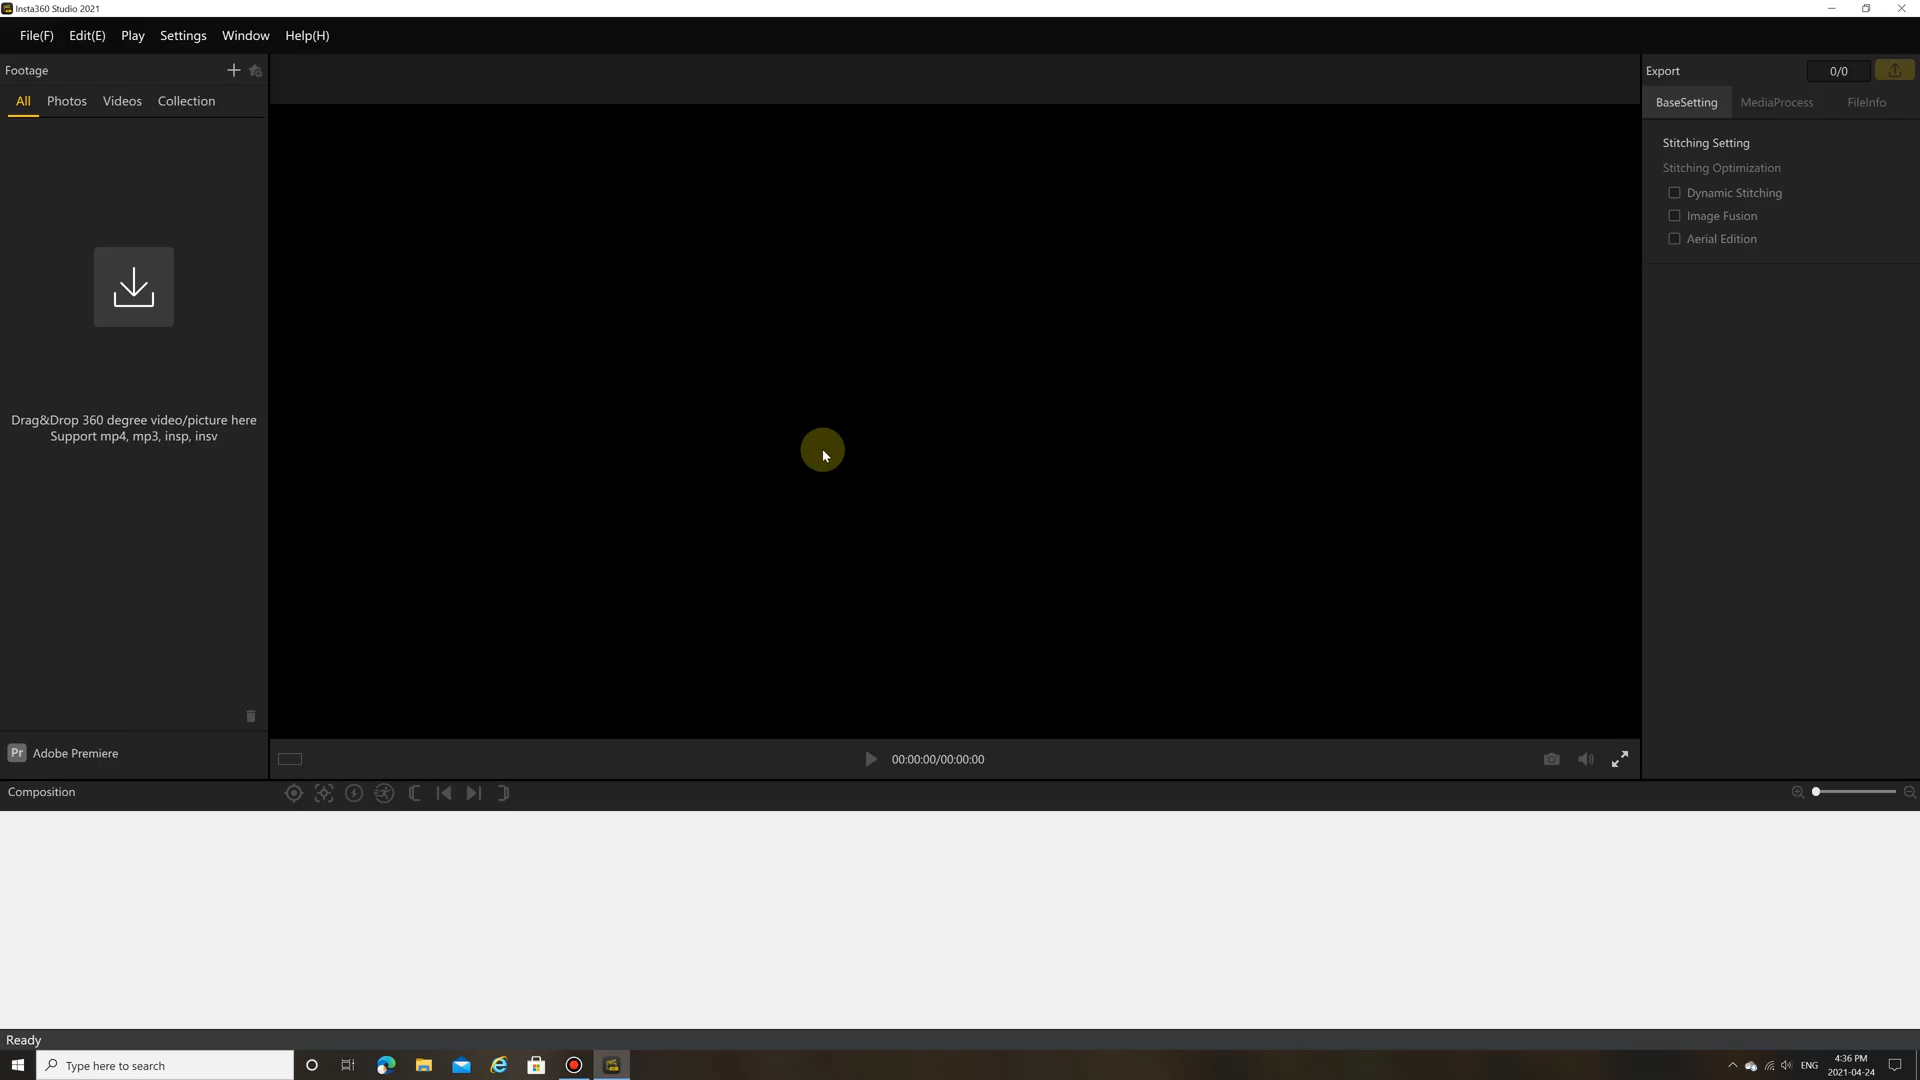 Insta360 Studio 2021
File(F) Edit(E) Play Settings Window Help(H)
Footage
All Photos Videos Collection
Drag&Drop 360 degree video/picture here
Support mp4, mp3, insp, insv
Pr Adobe Premiere
00:00:00/00:00:00
Export 0/0
BaseSetting MediaProcess FileInfo
Stitching Setting
Stitching Optimization
Dynamic Stitching
Image Fusion
Aerial Edition
Composition
Ready
Type here to search
ENG
4:36 PM
2021-04-24